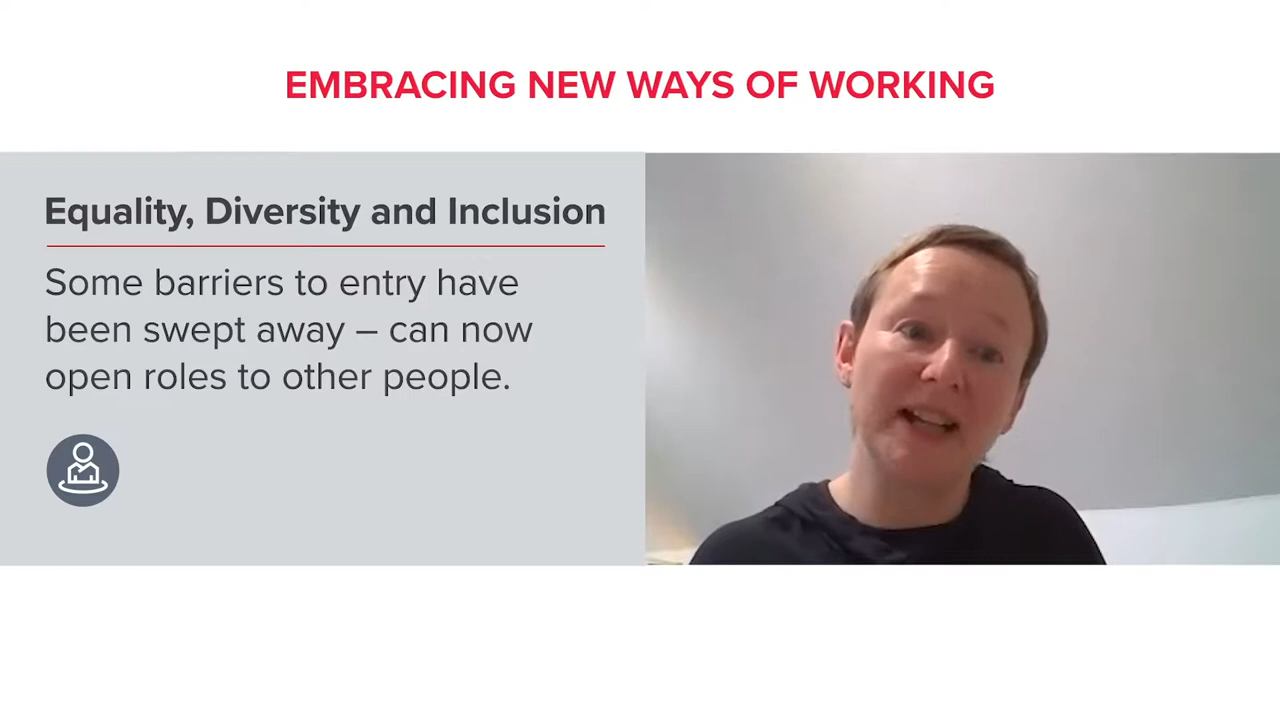 EMBRACING NEW WAYS OF WORKING
Equality, Diversity and Inclusion
Some barriers to entry have
been swept away – can now
open roles to other people.